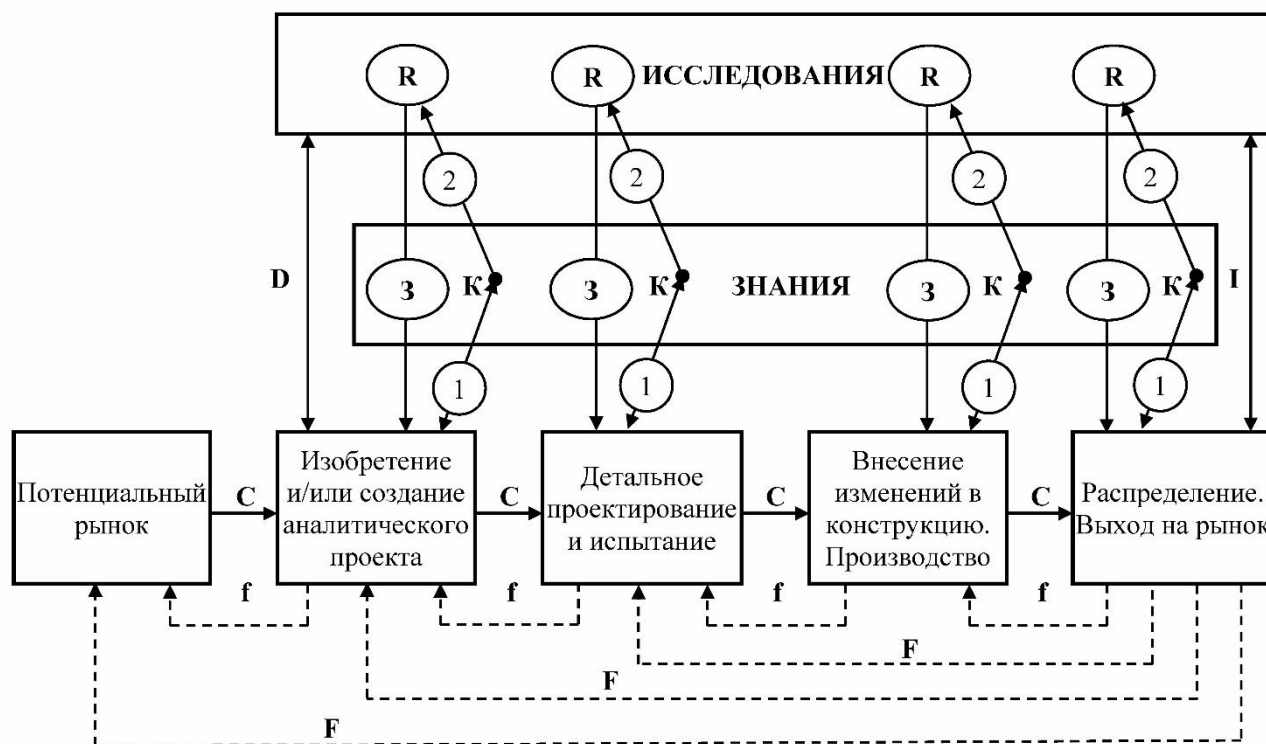 R R ИССЛЕДОВАНИЯ R R
2 2 2 2
D З К З К ЗНАНИЯ З К З К I
1 1 1 1
Потенциальный
рынок
C
Изобретение
и/или создание
аналитического
проекта
C
Детальное
проектирование
и испытание
C
Внесение
изменений в
конструкцию.
Производство
C
Распределение.
Выход на рынок
f f f f
F
F
F